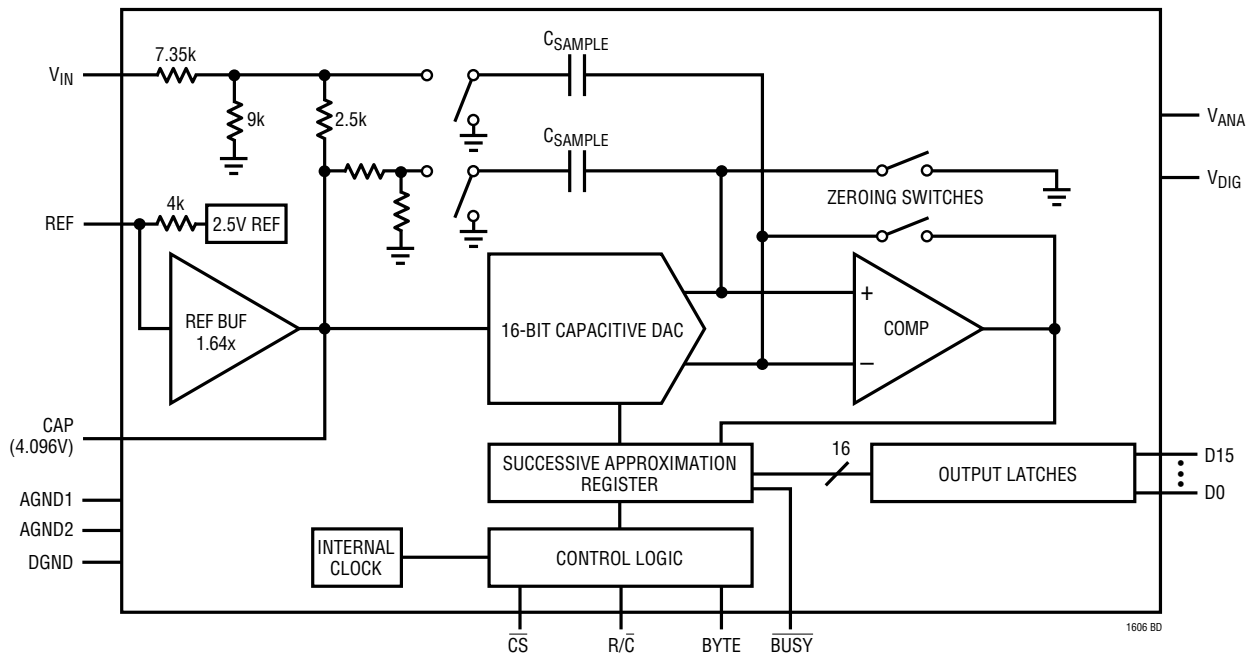 7.35k
C_SAMPLE
V_IN
9k
2.5k
V_ANA
C_SAMPLE
V_DIG
ZEROING SWITCHES
4k
REF
2.5V REF
+
REF BUF
1.64x
16-BIT CAPACITIVE DAC
COMP
–
CAP
(4.096V)
16
D15
SUCCESSIVE APPROXIMATION
REGISTER
OUTPUT LATCHES
D0
AGND1
AGND2
INTERNAL
CLOCK
CONTROL LOGIC
DGND
1606 BD
C̅S̅
R/C̅
BYTE
B̅U̅S̅Y̅